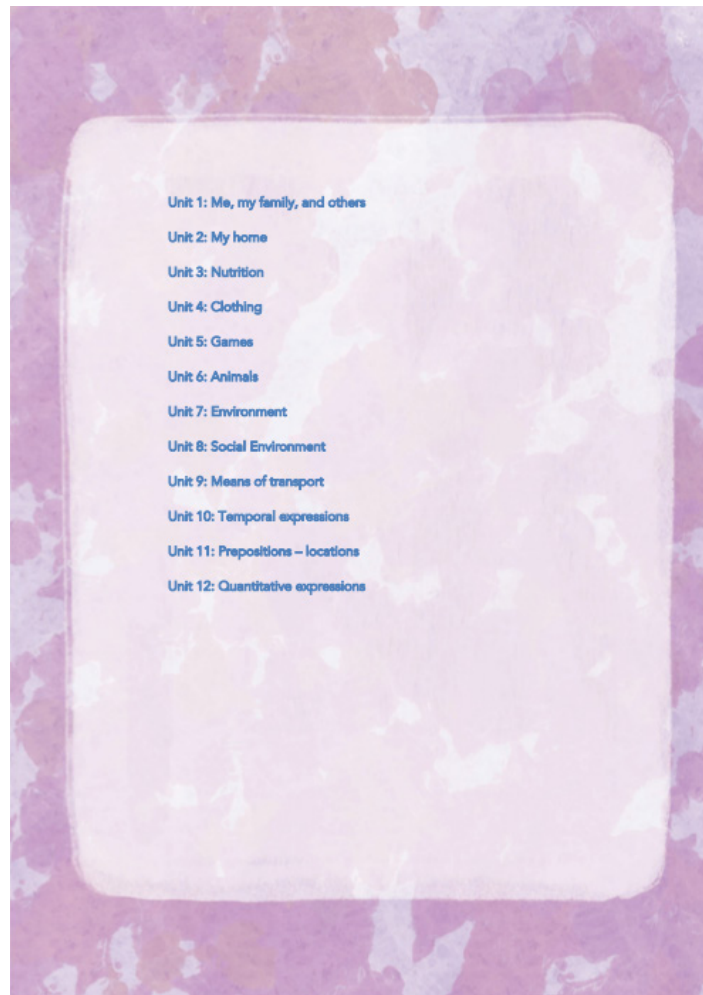 Unit 1: Me, my family, and others
Unit 2: My home
Unit 3: Nutrition
Unit 4: Clothing
Unit 5: Games
Unit 6: Animals
Unit 7: Environment
Unit 8: Social Environment
Unit 9: Means of transport
Unit 10: Temporal expressions
Unit 11: Prepositions – locations
Unit 12: Quantitative expressions